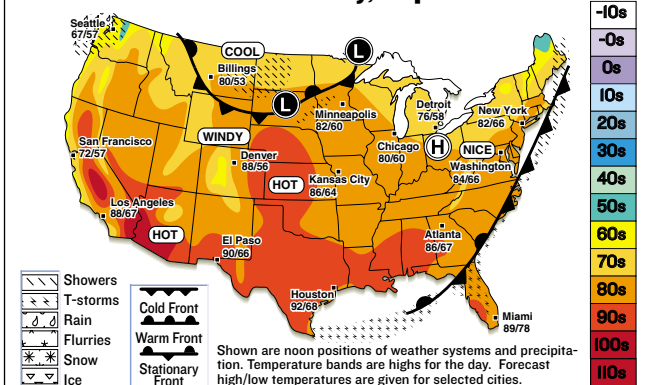 Seattle
67/57
COOL
L
Billings
80/53
L
Minneapolis
82/60
Detroit
76/58
New York
82/66
San Francisco
72/57
WINDY
Denver
88/56
Chicago
80/60
H
NICE
Washington
84/66
HOT
Kansas City
86/64
Los Angeles
88/67
HOT
El Paso
90/66
Atlanta
86/67
Houston
92/68
Miami
89/78
Showers
T-storms
Rain
Flurries
Snow
Ice
Cold Front
Warm Front
Stationary
Front
Shown are noon positions of weather systems and precipita-
tion. Temperature bands are highs for the day. Forecast
high/low temperatures are given for selected cities.
-10s
-0s
0s
10s
20s
30s
40s
50s
60s
70s
80s
90s
100s
110s